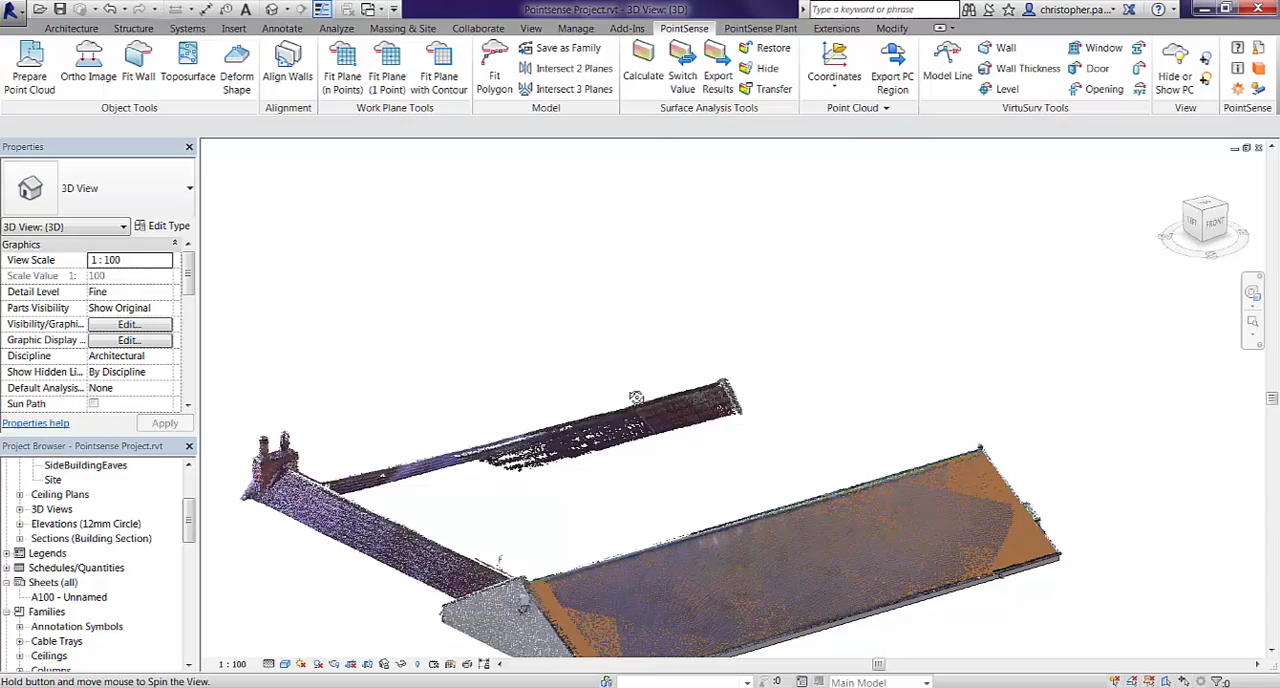 Pointsense Project.rvt - 3D View: {3D}
Type a keyword or phrase
christopher.pa...
Architecture Structure Systems Insert Annotate Analyze Massing & Site Collaborate View Manage Add-Ins PointSense PointSense Plant Extensions Modify
Prepare Point Cloud
Ortho Image
Fit Wall
Toposurface
Deform Shape
Align Walls
Fit Plane (n Points)
Fit Plane (1 Point)
Fit Plane with Contour
Fit Polygon
Save as Family
Intersect 2 Planes
Intersect 3 Planes
Calculate
Switch Value
Export Results
Restore
Hide
Transfer
Coordinates
Export PC Region
Model Line
Wall
Wall Thickness
Level
Window
Door
Opening
Hide or Show PC
Object Tools
Alignment
Work Plane Tools
Model
Surface Analysis Tools
Point Cloud
VirtuSurv Tools
View
PointSense
Properties
3D View
3D View: {3D}
Edit Type
Graphics
View Scale 1 : 100
Scale Value 1: 100
Detail Level Fine
Parts Visibility Show Original
Visibility/Graphi... Edit...
Graphic Display ... Edit...
Discipline Architectural
Show Hidden Li... By Discipline
Default Analysis... None
Sun Path
Properties help
Apply
Project Browser - Pointsense Project.rvt
SideBuildingEaves
Site
Ceiling Plans
3D Views
Elevations (12mm Circle)
Sections (Building Section)
Legends
Schedules/Quantities
Sheets (all)
A100 - Unnamed
Families
Annotation Symbols
Cable Trays
Ceilings
LEFT
FRONT
1 : 100
Hold button and move mouse to Spin the View.
:0
Main Model
:0